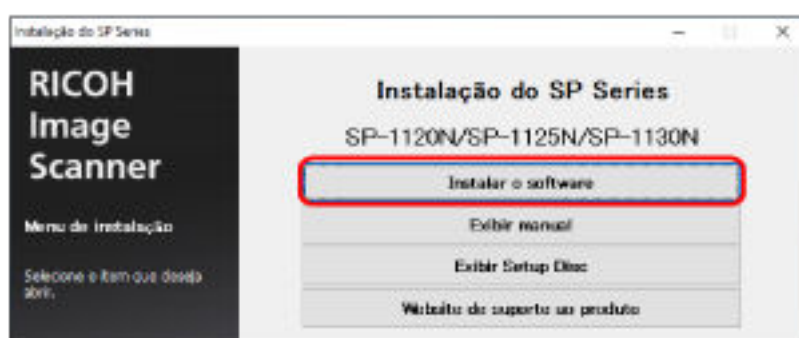 Instalação do SP Series
RICOH
Image
Scanner
Menu de instalação
Selecione o item que deseja
abrir.
Instalação do SP Series
SP-1120N/SP-1125N/SP-1130N
Instalar o software
Exibir manual
Exibir Setup Disc
Website de suporte ao produto